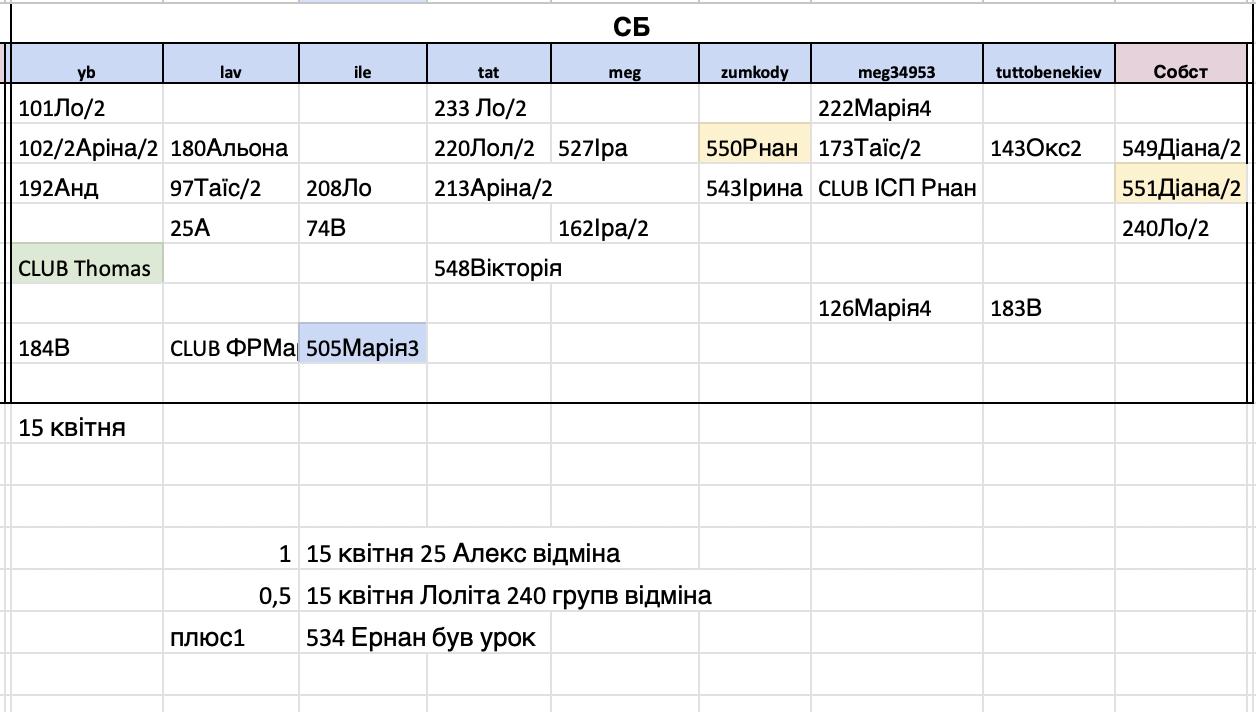 СБ
yb lav ile tat meg zumkody meg34953 tuttobenekiev Собст
101Ло/2 233 Ло/2 222Марія4
102/2Аріна/2 180Альона 220Лол/2 527Іра 550Рнан 173Таїс/2 143Окс2 549Діана/2
192Анд 97Таїс/2 208Ло 213Аріна/2 543Ірина CLUB ІСП Рнан 551Діана/2
25А 74В 162Іра/2 240Ло/2
CLUB Thomas 548Вікторія
126Марія4 183В
184В CLUB ФРМа 505Марія3
15 квітня
1 15 квітня 25 Алекс відміна
0,5 15 квітня Лоліта 240 групв відміна
плюс1 534 Ернан був урок